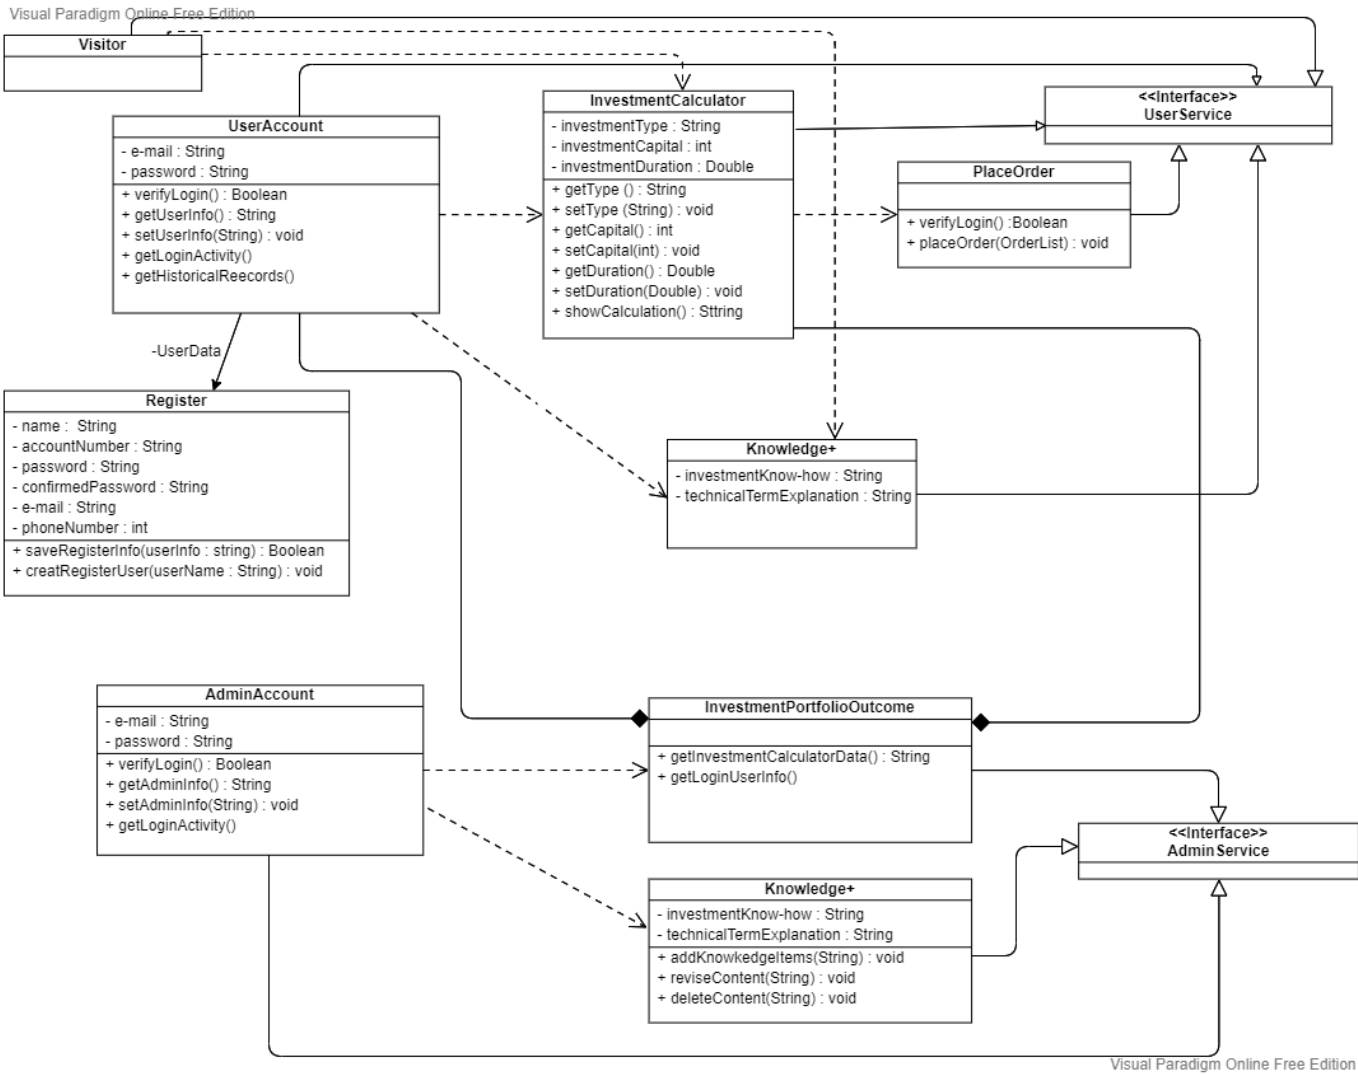 Visual Paradigm Online Free Edition
Visitor
UserAccount
- e-mail : String
- password : String
+ verifyLogin() : Boolean
+ getUserInfo() : String
+ setUserInfo(String) : void
+ getLoginActivity()
+ getHistoricalReecords()
InvestmentCalculator
- investmentType : String
- investmentCapital : int
- investmentDuration : Double
+ getType () : String
+ setType (String) : void
+ getCapital() : int
+ setCapital(int) : void
+ getDuration() : Double
+ setDuration(Double) : void
+ showCalculation() : Sttring
<<Interface>>
UserService
PlaceOrder
+ verifyLogin() :Boolean
+ placeOrder(OrderList) : void
-UserData
Register
- name : String
- accountNumber : String
- password : String
- confirmedPassword : String
- e-mail : String
- phoneNumber : int
+ saveRegisterInfo(userInfo : string) : Boolean
+ creatRegisterUser(userName : String) : void
Knowledge+
- investmentKnow-how : String
- technicalTermExplanation : String
AdminAccount
- e-mail : String
- password : String
+ verifyLogin() : Boolean
+ getAdminInfo() : String
+ setAdminInfo(String) : void
+ getLoginActivity()
InvestmentPortfolioOutcome
+ getInvestmentCalculatorData() : String
+ getLoginUserInfo()
<<Interface>>
AdminService
Knowledge+
- investmentKnow-how : String
- technicalTermExplanation : String
+ addKnowkedgeItems(String) : void
+ reviseContent(String) : void
+ deleteContent(String) : void
Visual Paradigm Online Free Edition